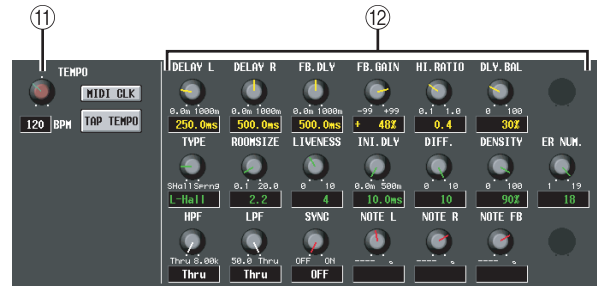 ⑪ ⑫
TEMPO
MIDI CLK
TAP TEMPO
120 BPM
DELAY L DELAY R FB.DLY FB.GAIN HI.RATIO DLY.BAL
0.0m 1000m 0.0m 1000m 0.0m 1000m -99 +99 0.1 1.0 0 100
250.0ms 500.0ms 500.0ms + 48% 0.4 30%
TYPE ROOMSIZE LIVENESS INI.DLY DIFF. DENSITY ER NUM.
SHallSprng 0.1 20.0 0 10 0.0m 500m 0 10 0 100 1 19
L-Hall 2.2 4 10.0ms 10 90% 18
HPF LPF SYNC NOTE L NOTE R NOTE FB
Thru 8.00k 50.0 Thru OFF ON ---- ---- ----
Thru Thru OFF